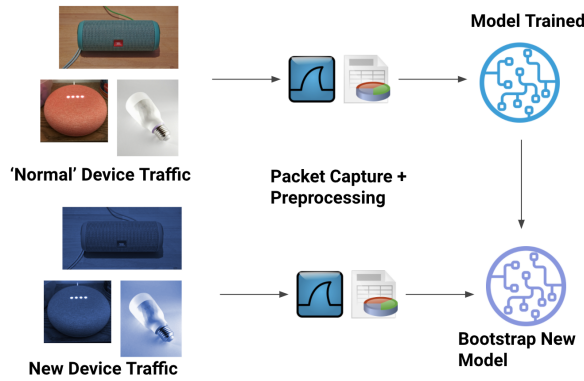 Model Trained
'Normal' Device Traffic
Packet Capture +
Preprocessing
Bootstrap New
Model
New Device Traffic